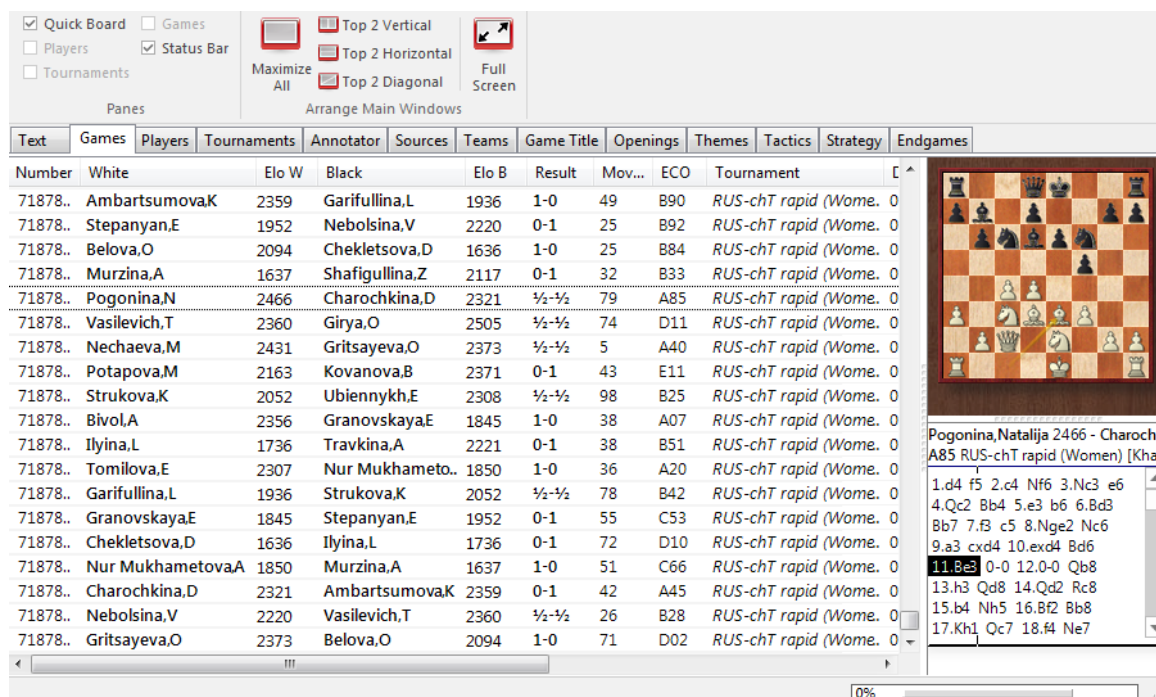 Quick Board Games
Players Status Bar
Tournaments
Panes
Maximize All
Top 2 Vertical
Top 2 Horizontal
Top 2 Diagonal
Full Screen
Arrange Main Windows
Text Games Players Tournaments Annotator Sources Teams Game Title Openings Themes Tactics Strategy Endgames
Number White Elo W Black Elo B Result Mov... ECO Tournament
71878.. Ambartsumova,K 2359 Garifullina,L 1936 1-0 49 B90 RUS-chT rapid (Wome. 0
71878.. Stepanyan,E 1952 Nebolsina,V 2220 0-1 25 B92 RUS-chT rapid (Wome. 0
71878.. Belova,O 2094 Chekletsova,D 1636 1-0 25 B84 RUS-chT rapid (Wome. 0
71878.. Murzina,A 1637 Shafigullina,Z 2117 0-1 32 B33 RUS-chT rapid (Wome. 0
71878.. Pogonina,N 2466 Charochkina,D 2321 ½-½ 79 A85 RUS-chT rapid (Wome. 0
71878.. Vasilevich,T 2360 Girya,O 2505 ½-½ 74 D11 RUS-chT rapid (Wome. 0
71878.. Nechaeva,M 2431 Gritsayeva,O 2373 ½-½ 5 A40 RUS-chT rapid (Wome. 0
71878.. Potapova,M 2163 Kovanova,B 2371 0-1 43 E11 RUS-chT rapid (Wome. 0
71878.. Strukova,K 2052 Ubiennykh,E 2308 ½-½ 98 B25 RUS-chT rapid (Wome. 0
71878.. Bivol,A 2356 Granovskaya,E 1845 1-0 38 A07 RUS-chT rapid (Wome. 0
71878.. Ilyina,L 1736 Travkina,A 2221 0-1 38 B51 RUS-chT rapid (Wome. 0
71878.. Tomilova,E 2307 Nur Mukhameto.. 1850 1-0 36 A20 RUS-chT rapid (Wome. 0
71878.. Garifullina,L 1936 Strukova,K 2052 ½-½ 78 B42 RUS-chT rapid (Wome. 0
71878.. Granovskaya,E 1845 Stepanyan,E 1952 0-1 55 C53 RUS-chT rapid (Wome. 0
71878.. Chekletsova,D 1636 Ilyina,L 1736 0-1 72 D10 RUS-chT rapid (Wome. 0
71878.. Nur Mukhametova,A 1850 Murzina,A 1637 1-0 51 C66 RUS-chT rapid (Wome. 0
71878.. Charochkina,D 2321 Ambartsumova,K 2359 0-1 42 A45 RUS-chT rapid (Wome. 0
71878.. Nebolsina,V 2220 Vasilevich,T 2360 ½-½ 26 B28 RUS-chT rapid (Wome. 0
71878.. Gritsayeva,O 2373 Belova,O 2094 1-0 71 D02 RUS-chT rapid (Wome. 0
Pogonina,Natalija 2466 - Charoch
A85 RUS-chT rapid (Women) [Kha
1.d4 f5 2.c4 Nf6 3.Nc3 e6
4.Qc2 Bb4 5.e3 b6 6.Bd3
Bb7 7.f3 c5 8.Nge2 Nc6
9.a3 cxd4 10.exd4 Bd6
11.Be3 0-0 12.0-0 Qb8
13.h3 Qd8 14.Qd2 Rc8
15.b4 Nh5 16.Bf2 Bb8
17.Kh1 Qc7 18.f4 Ne7
0%